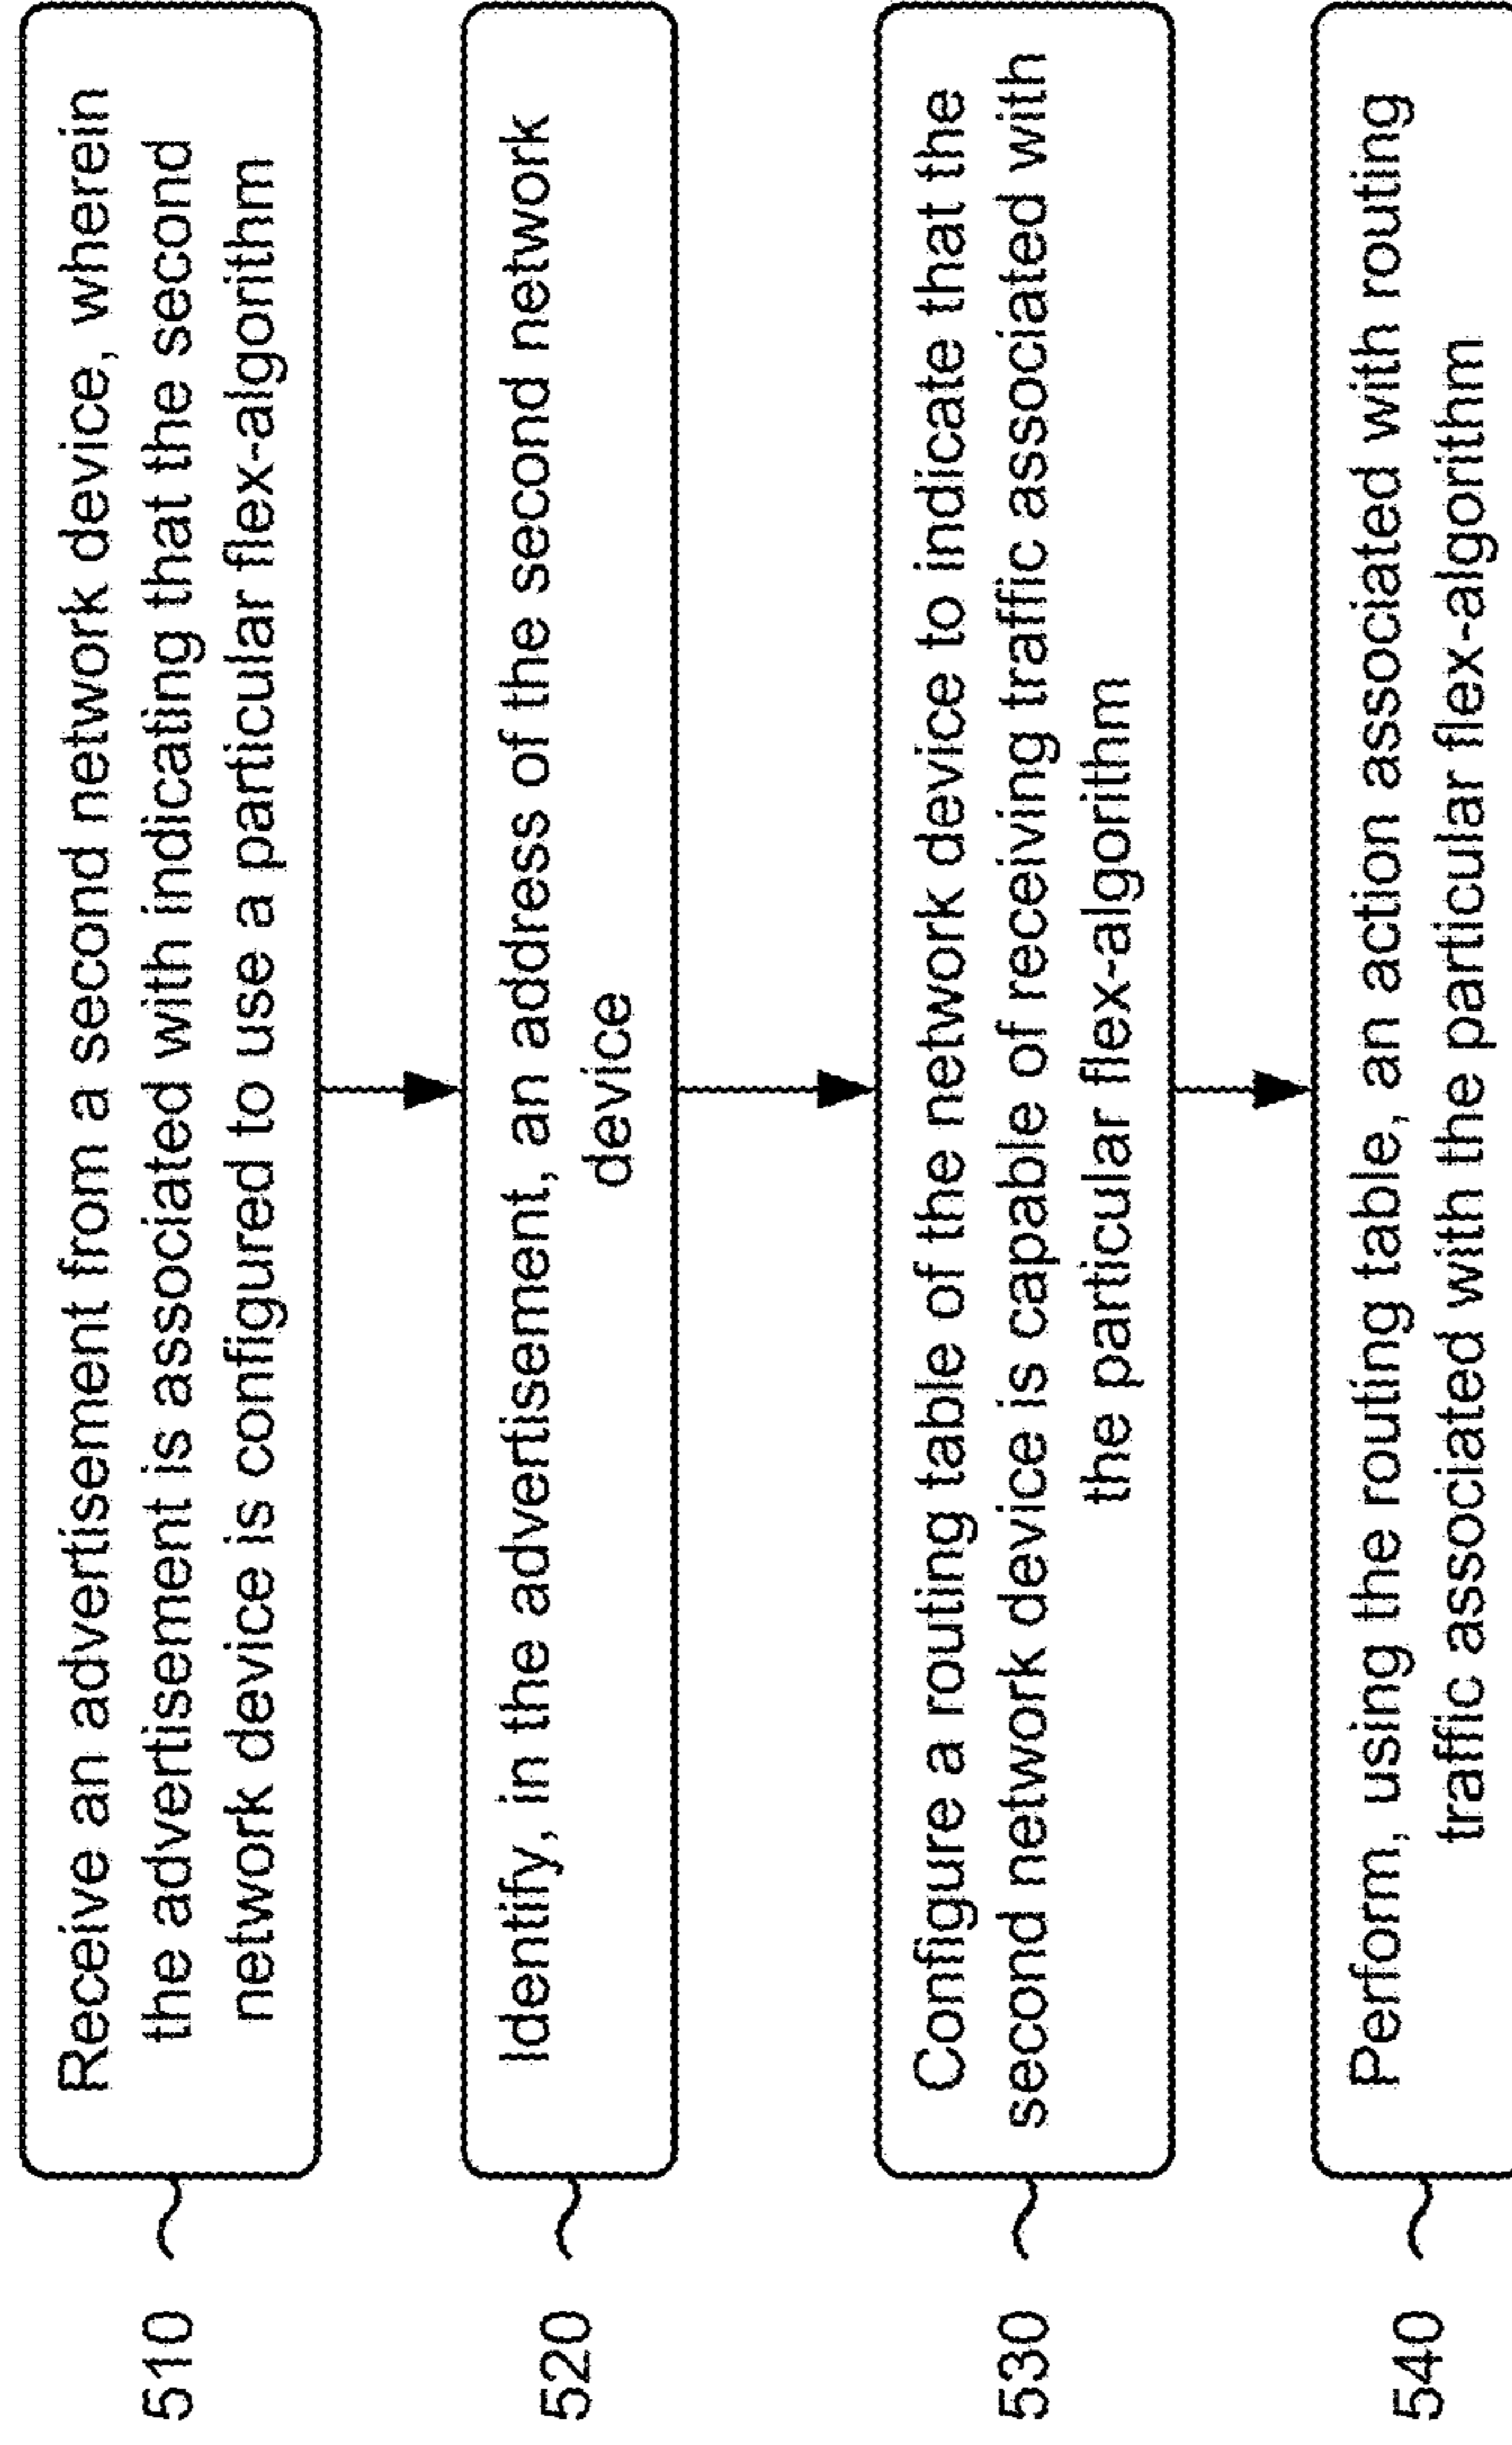 510
Receive an advertisement from a second network device, wherein
the advertisement is associated with indicating that the second
network device is configured to use a particular flex-algorithm
520
Identify, in the advertisement, an address of the second network
device
530
Configure a routing table of the network device to indicate that the
second network device is capable of receiving traffic associated with
the particular flex-algorithm
540
Perform, using the routing table, an action associated with routing
traffic associated with the particular flex-algorithm